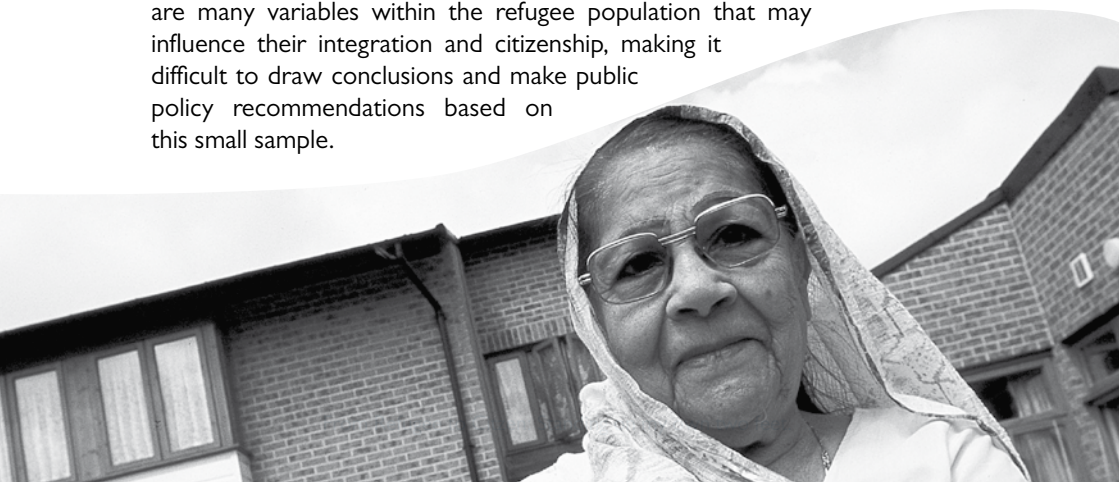 are many variables within the refugee population that may
influence their integration and citizenship, making it
difficult to draw conclusions and make public
policy recommendations based on
this small sample.